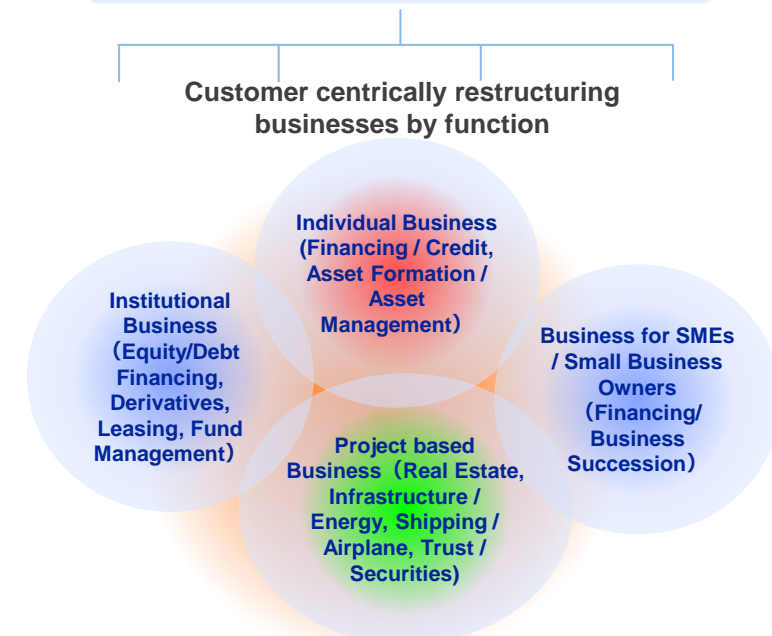 Customer centrically restructuring
businesses by function
Individual Business
(Financing / Credit,
Asset Formation /
Asset
Management）
Institutional
Business
（Equity/Debt
Financing,
Derivatives,
Leasing, Fund
Management）
Business for SMEs
/ Small Business
Owners
（Financing/
Business
Succession）
Project based
Business（Real Estate,
Infrastructure /
Energy, Shipping /
Airplane, Trust /
Securities)